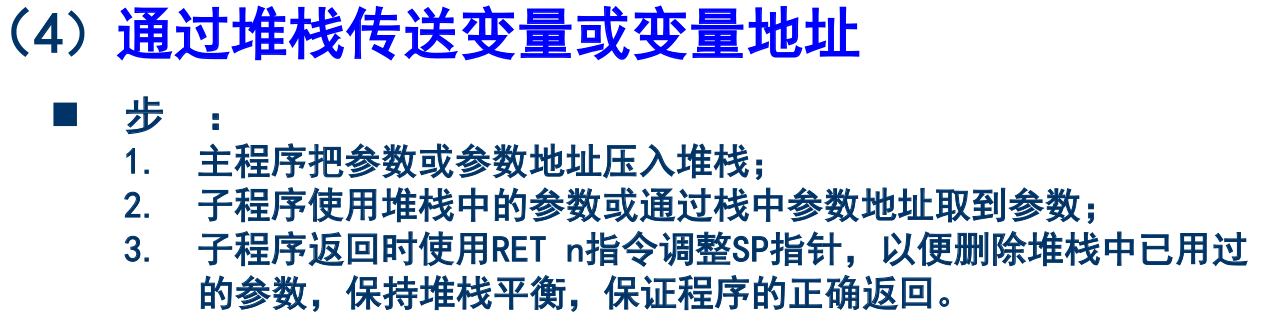 （4）通过堆栈传送变量或变量地址
■ 步 ：
1. 主程序把参数或参数地址压入堆栈；
2. 子程序使用堆栈中的参数或通过栈中参数地址取到参数；
3. 子程序返回时使用RET n指令调整SP指针，以便删除堆栈中已用过
的参数，保持堆栈平衡，保证程序的正确返回。